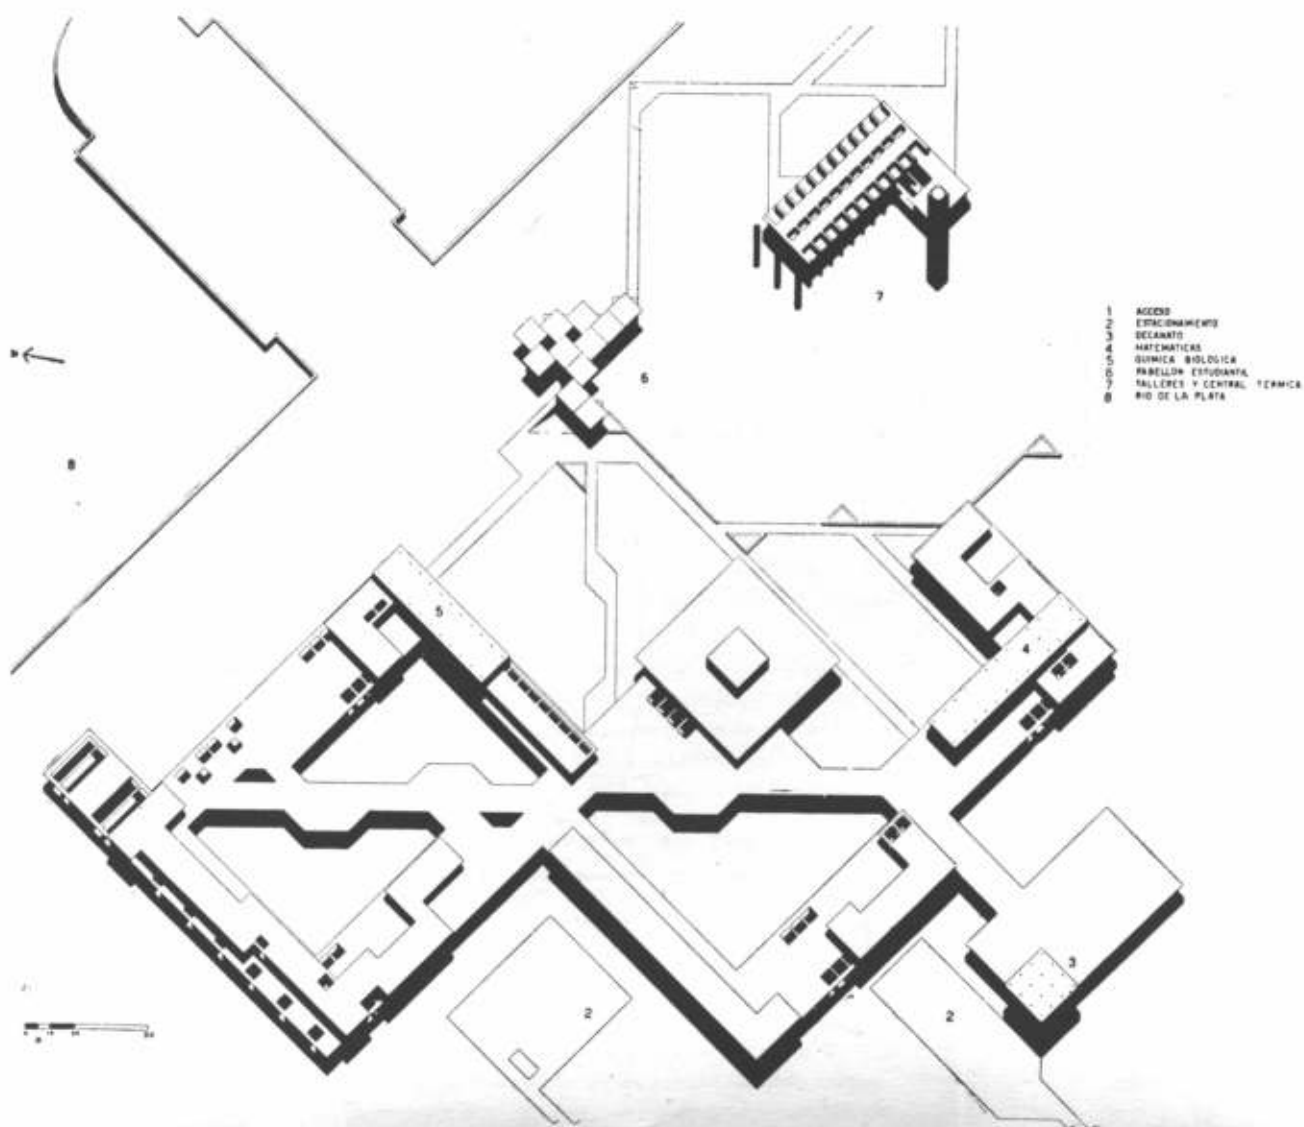 7
1 ACCESO
2 ESTACIONAMIENTO
3 DECANATO
4 MATEMATICAS
5 QUIMICA BIOLOGICA
6 PABELLON ESTUDIANTIL
7 TALLERES Y CENTRAL TERMICA
8 RIO DE LA PLATA
6
8
5
4
3
2
2